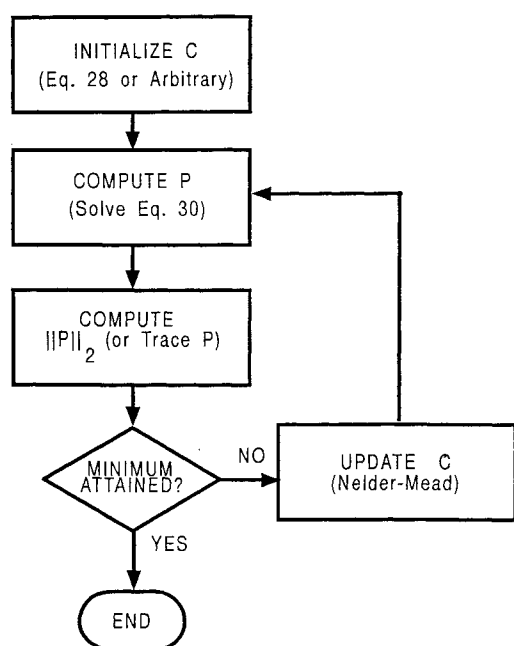 INITIALIZE C
(Eq. 28 or Arbitrary)
COMPUTE P
(Solve Eq. 30)
COMPUTE
||P||2 (or Trace P)
MINIMUM
ATTAINED?
NO
UPDATE C
(Nelder-Mead)
YES
END